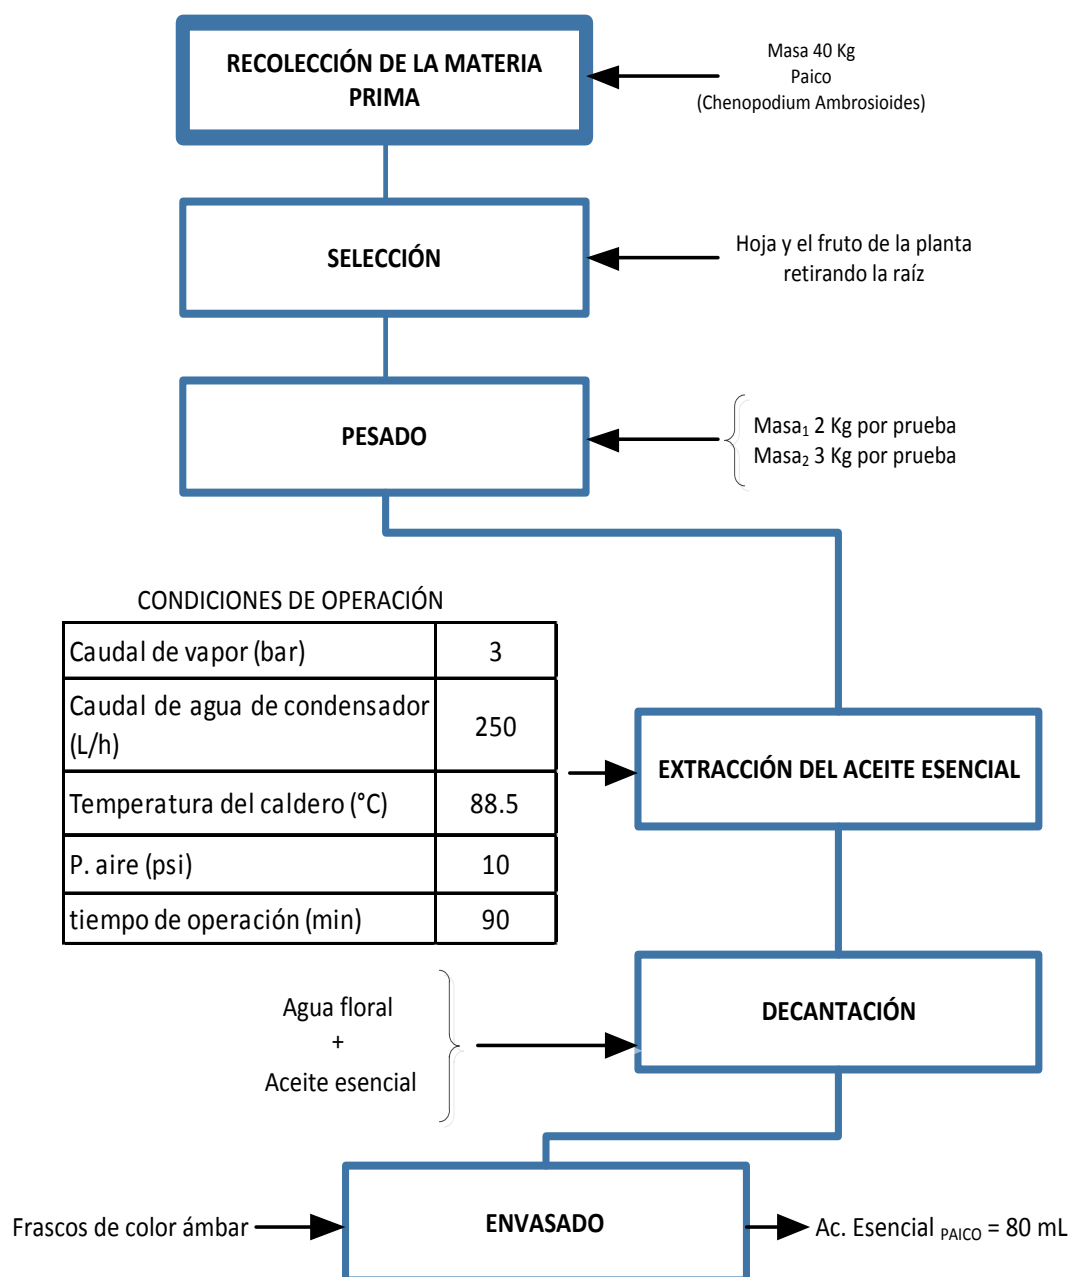 RECOLECCIÓN DE LA MATERIA
PRIMA
Masa 40 Kg
Paico
(Chenopodium Ambrosioides)
SELECCIÓN
Hoja y el fruto de la planta
retirando la raíz
PESADO
Masa₁ 2 Kg por prueba
Masa₂ 3 Kg por prueba
CONDICIONES DE OPERACIÓN
Caudal de vapor (bar) 3
Caudal de agua de condensador
(L/h) 250
Temperatura del caldero (°C) 88.5
P. aire (psi) 10
tiempo de operación (min) 90
EXTRACCIÓN DEL ACEITE ESENCIAL
DECANTACIÓN
Agua floral
+
Aceite esencial
ENVASADO
Frascos de color ámbar
Ac. Esencial PAICO = 80 mL